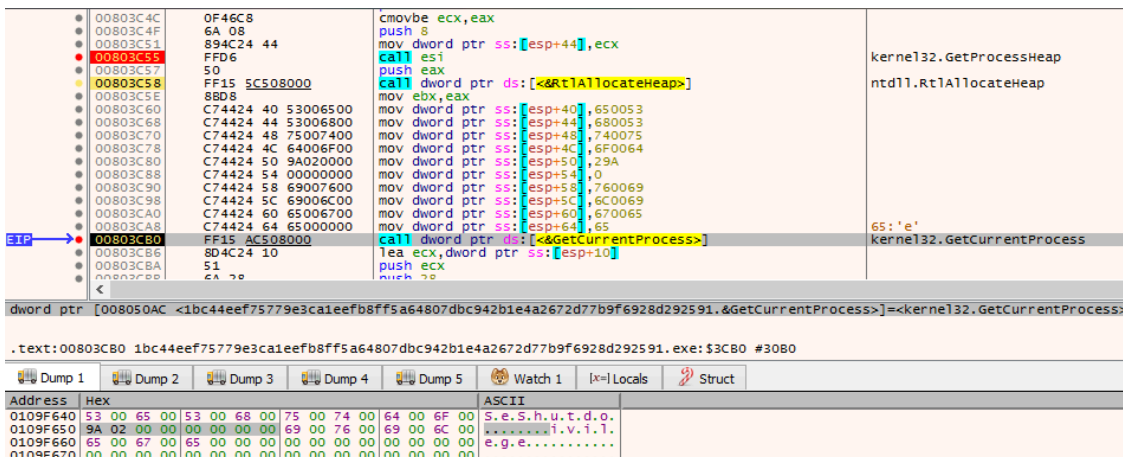 00803C4C 0F46C8 cmovbe ecx,eax
00803C4F 6A 08 push 8
00803C51 894C24 44 mov dword ptr ss:[esp+44],ecx
00803C55 FFD6 call esi kernel32.GetProcessHeap
00803C57 50 push eax
00803C58 FF15 5C508000 call dword ptr ds:[<&RtlAllocateHeap>] ntdll.RtlAllocateHeap
00803C5E 8BD8 mov ebx,eax
00803C60 C74424 40 53006500 mov dword ptr ss:[esp+40],650053
00803C68 C74424 44 53006800 mov dword ptr ss:[esp+44],680053
00803C70 C74424 48 75007400 mov dword ptr ss:[esp+48],740075
00803C78 C74424 4C 64006F00 mov dword ptr ss:[esp+4C],6F0064
00803C80 C74424 50 9A020000 mov dword ptr ss:[esp+50],29A
00803C88 C74424 54 00000000 mov dword ptr ss:[esp+54],0
00803C90 C74424 58 69007600 mov dword ptr ss:[esp+58],760069
00803C98 C74424 5C 69006C00 mov dword ptr ss:[esp+5C],6C0069
00803CA0 C74424 60 65006700 mov dword ptr ss:[esp+60],670065
00803CA8 C74424 64 65000000 mov dword ptr ss:[esp+64],65 65:'e'
EIP 00803CB0 FF15 AC508000 call dword ptr ds:[<&GetCurrentProcess>] kernel32.GetCurrentProcess
00803CB6 8D4C24 10 lea ecx,dword ptr ss:[esp+10]
00803CBA 51 push ecx
00803CBB 6A 28 push 28
dword ptr [008050AC <1bc44eef75779e3ca1eefb8ff5a64807dbc942b1e4a2672d77b9f6928d292591.&GetCurrentProcess>]=<kernel32.GetCurrentProcess>
.text:00803CB0 1bc44eef75779e3ca1eefb8ff5a64807dbc942b1e4a2672d77b9f6928d292591.exe:$3CB0 #30B0
Dump 1 Dump 2 Dump 3 Dump 4 Dump 5 Watch 1 [x=] Locals Struct
Address Hex ASCII
0109F640 53 00 65 00 53 00 68 00 75 00 74 00 64 00 6F 00 S.e.S.h.u.t.d.o.
0109F650 9A 02 00 00 00 00 00 00 69 00 76 00 69 00 6C 00 ........i.v.i.l.
0109F660 65 00 67 00 65 00 00 00 00 00 00 00 00 00 00 00 e.g.e...........
0109F670 00 00 00 00 00 00 00 00 00 00 00 00 00 00 00 00